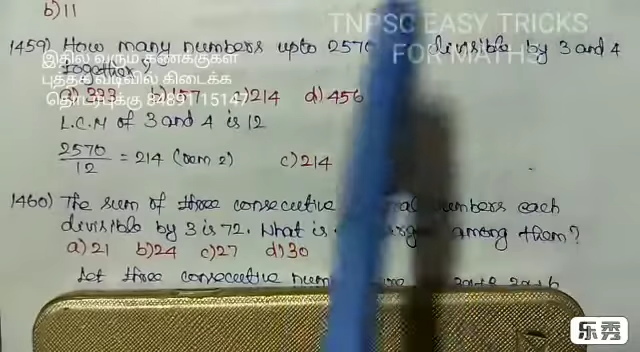 b) 11
TNPSC EASY TRICKS
FOR MATHS
1459) How many numbers upto 2570 divisible by 3 and 4
together?
இதில் வரும் கணக்குகள்
புத்தக வடிவில் கிடைக்க
தொடர்புக்கு 84891115147
a) 333 b) 157 c) 214 d) 456
L.C.M of 3 and 4 is 12
2570/12 = 214 (rem 2) c) 214
1460) The sum of three consecutive numbers each
divisible by 3 is 72. What is among them?
a) 21 b) 24 c) 27 d) 30
Let three consecutive
乐秀